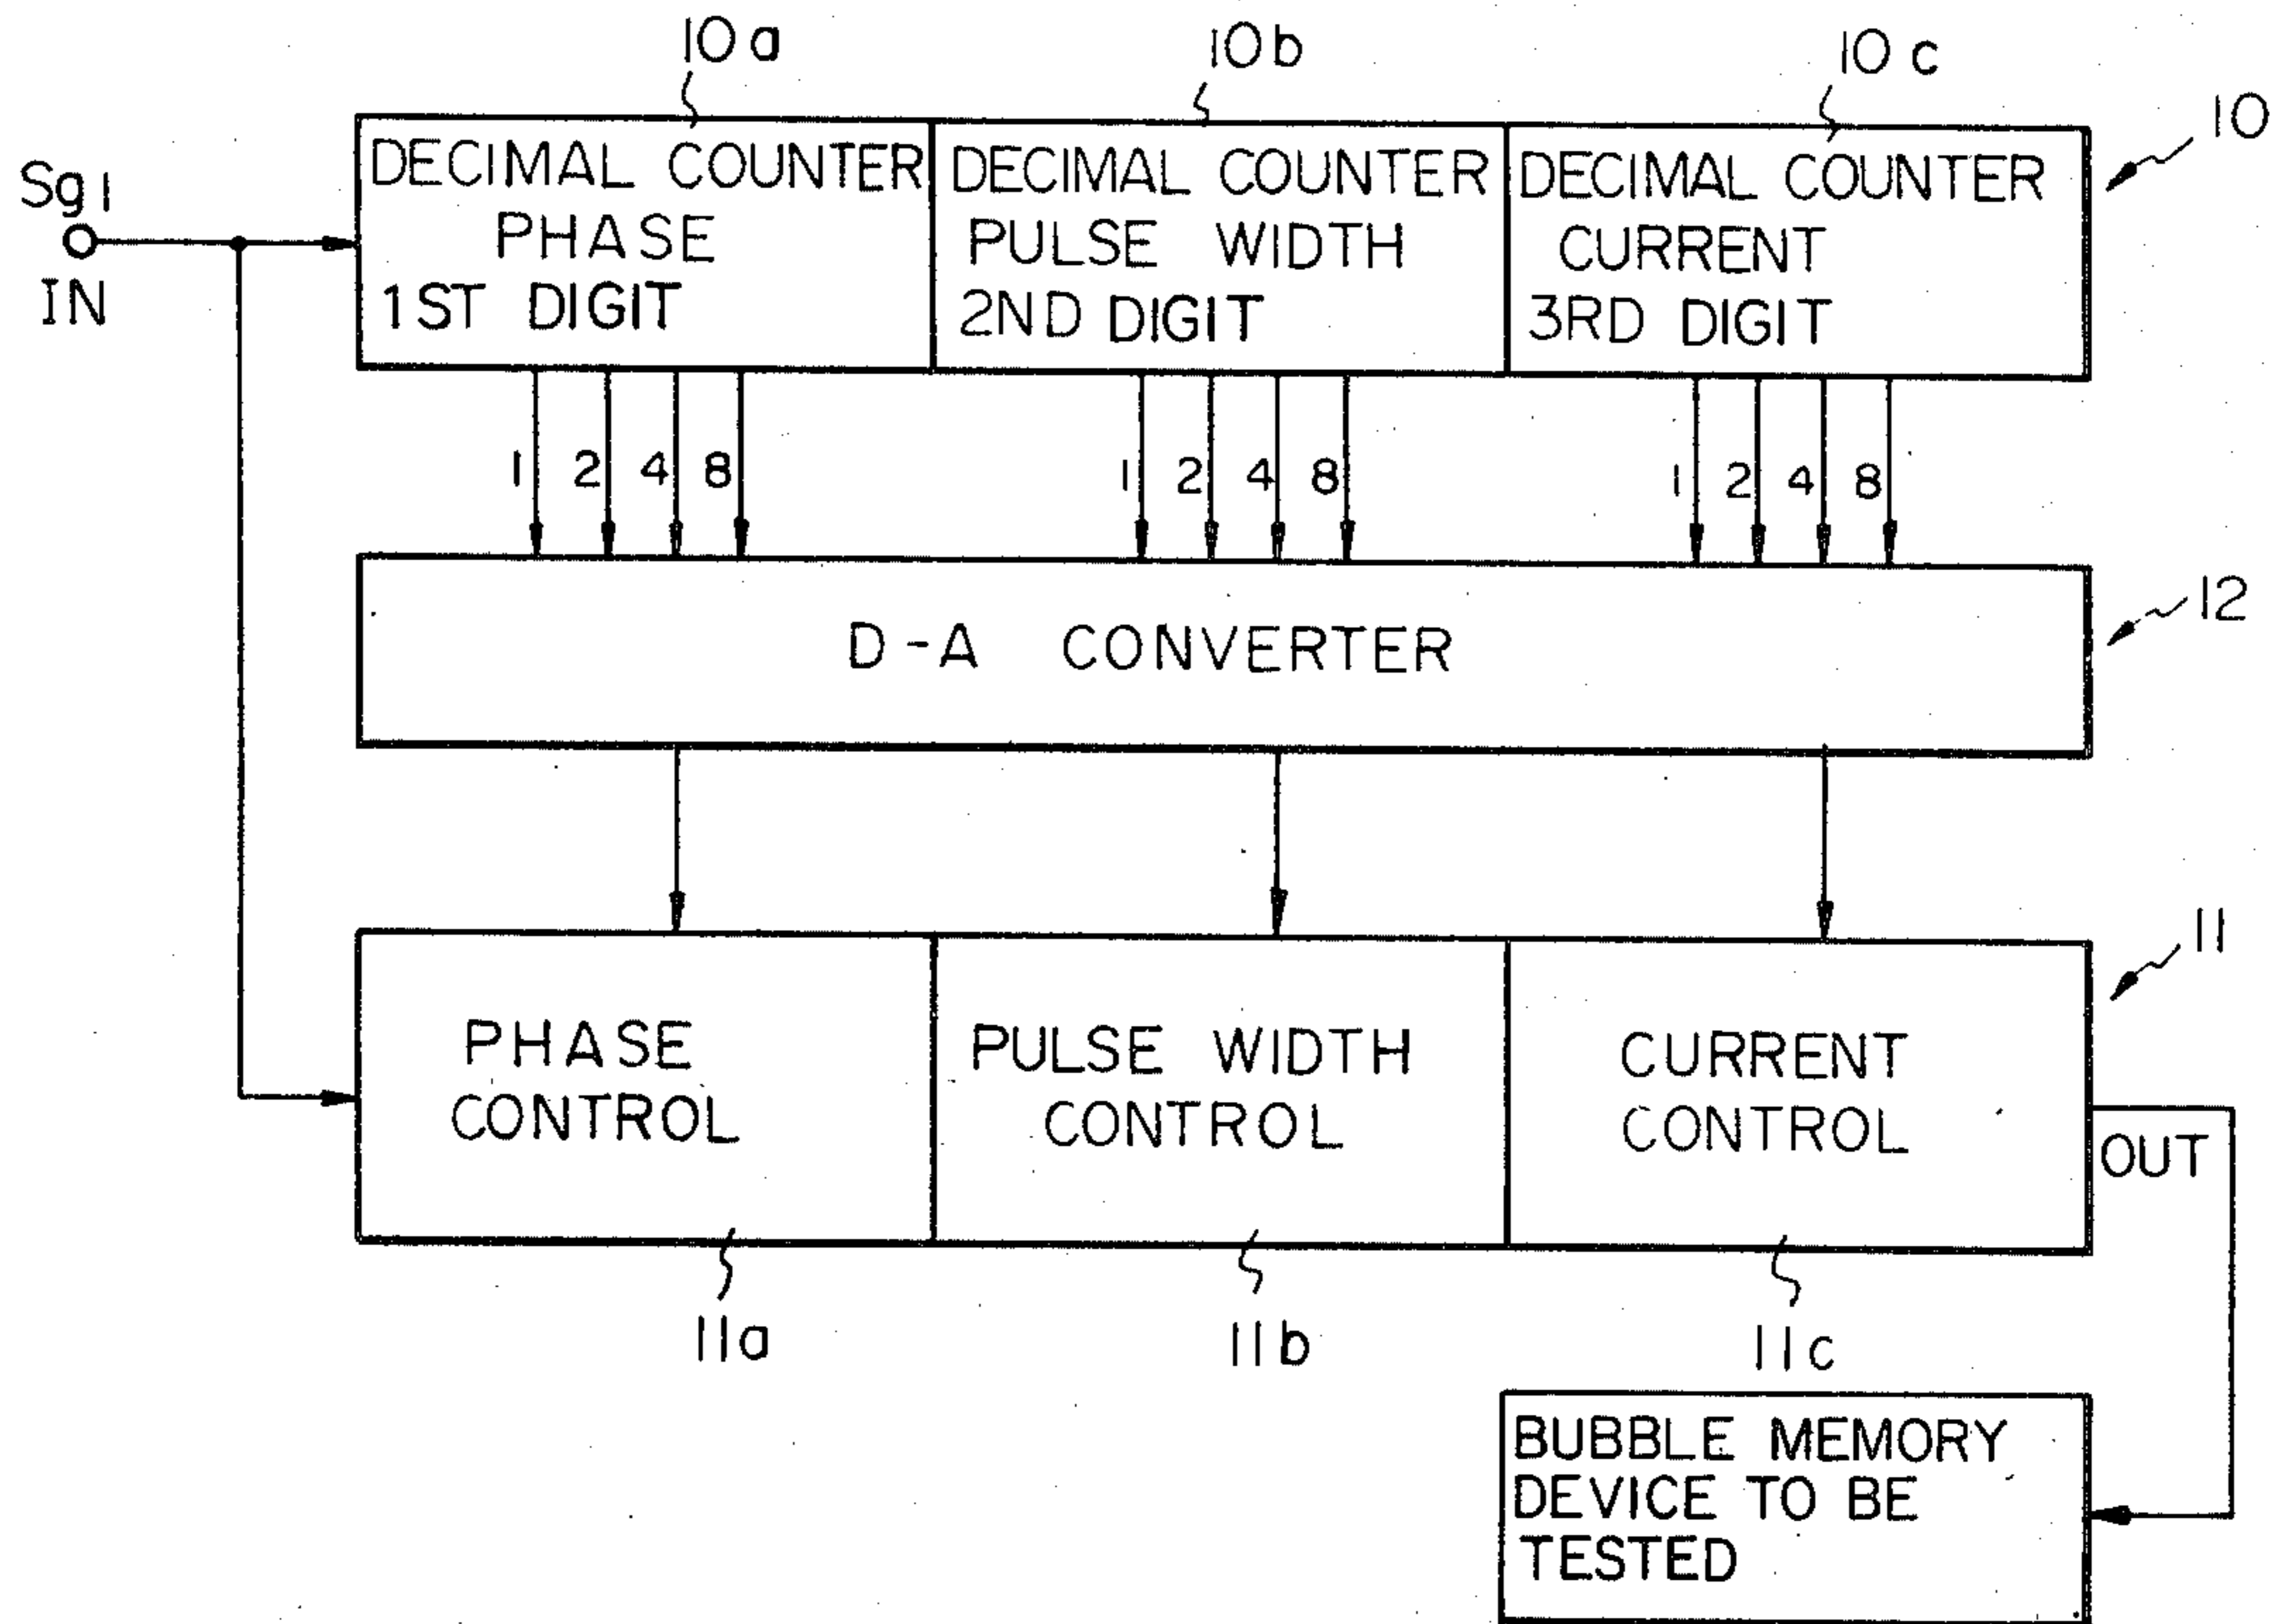 10a
10b
10c
10
Sg1
IN
DECIMAL COUNTER
PHASE
1ST DIGIT
DECIMAL COUNTER
PULSE WIDTH
2ND DIGIT
DECIMAL COUNTER
CURRENT
3RD DIGIT
1 2 4 8
1 2 4 8
1 2 4 8
D-A CONVERTER
12
11
PHASE
CONTROL
PULSE WIDTH
CONTROL
CURRENT
CONTROL
OUT
11a
11b
11c
BUBBLE MEMORY
DEVICE TO BE
TESTED